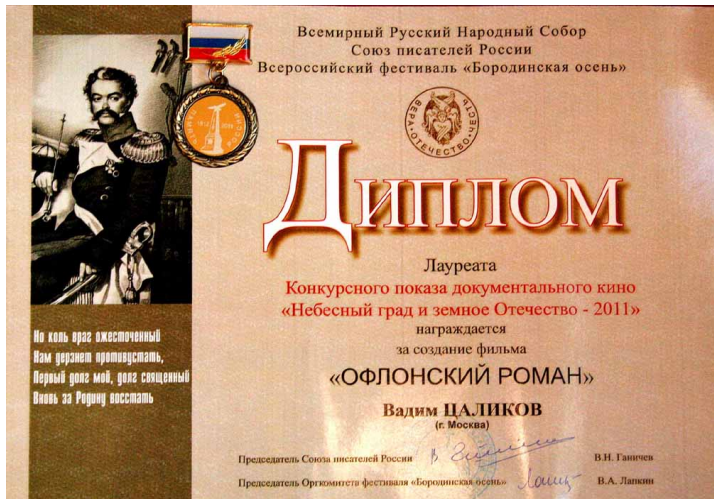 Всемирный Русский Народный Собор
Союз писателей России
Всероссийский фестиваль «Бородинская осень»
ВЕРА • ОТЕЧЕСТВО • ЧЕСТЬ
ДИПЛОМ
Лауреата
Конкурсного показа документального кино
«Небесный град и земное Отечество - 2011»
награждается
за создание фильма
«ОФЛОНСКИЙ РОМАН»
Вадим ЦАЛИКОВ
(г. Москва)
Но коль враг ожесточенный
Нам дерзнет противустать,
Первый долг мой, долг священный
Вновь за Родину восстать
Председатель Союза писателей России В.Н. Ганичев
Председатель Оргкомитета фестиваля «Бородинская осень» В.А. Лапкин